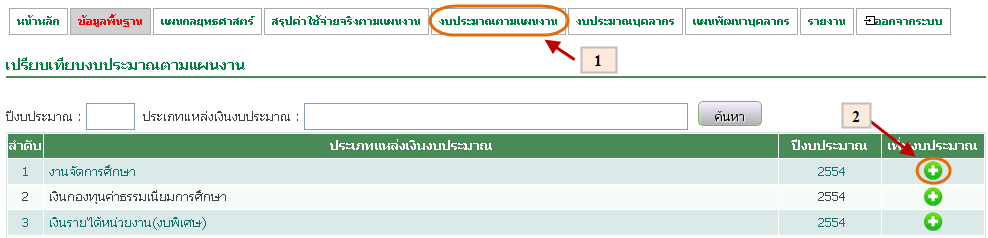 หน้าหลัก ข้อมูลพื้นฐาน แผนกลยุทธศาสตร์ สรุปค่าใช้จ่ายจริงตามแผนงาน งบประมาณตามแผนงาน งบประมาณบุคลากร แผนพัฒนาบุคลากร รายงาน ออกจากระบบ
1
เปรียบเทียบงบประมาณตามแผนงาน
ปีงบประมาณ : ประเภทแหล่งเงินงบประมาณ : ค้นหา
2
ลำดับ ประเภทแหล่งเงินงบประมาณ ปีงบประมาณ เพิ่มงบประมาณ
1 งานจัดการศึกษา 2554
2 เงินกองทุนค่าธรรมเนียมการศึกษา 2554
3 เงินรายได้หน่วยงาน(งบพิเศษ) 2554